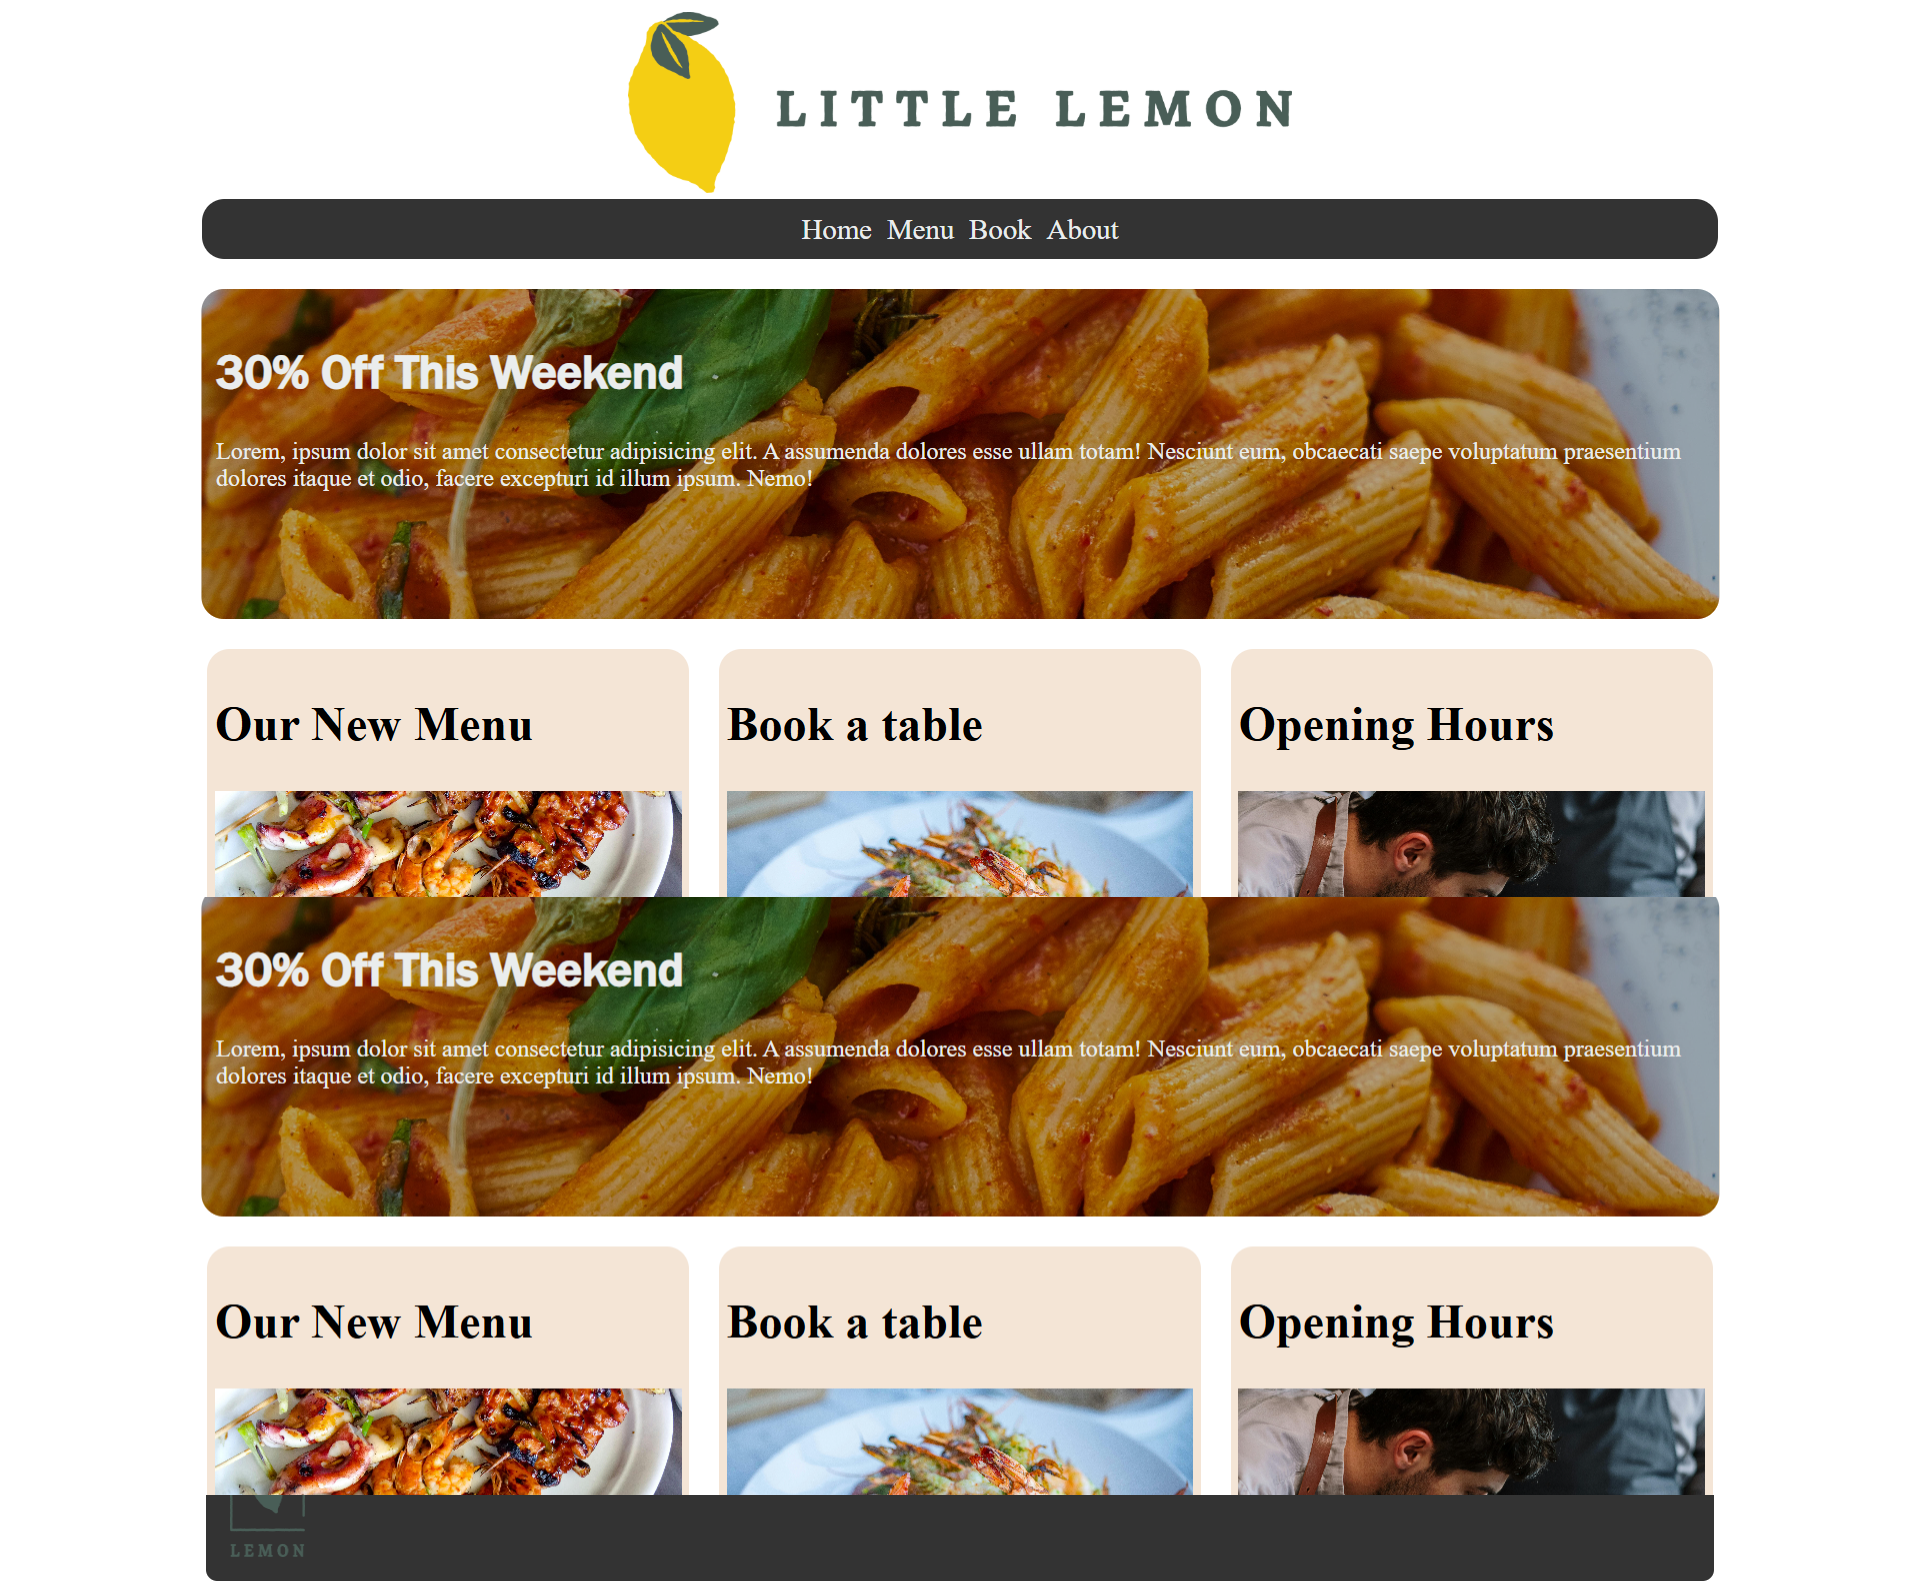 LITTLE LEMON
Home Menu Book About
30% Off This Weekend
Lorem, ipsum dolor sit amet consectetur adipisicing elit. A assumenda dolores esse ullam totam! Nesciunt eum, obcaecati saepe voluptatum praesentium
dolores itaque et odio, facere excepturi id illum ipsum. Nemo!
Our New Menu
Book a table
Opening Hours
30% Off This Weekend
Lorem, ipsum dolor sit amet consectetur adipisicing elit. A assumenda dolores esse ullam totam! Nesciunt eum, obcaecati saepe voluptatum praesentium
dolores itaque et odio, facere excepturi id illum ipsum. Nemo!
Our New Menu
Book a table
Opening Hours
LEMON